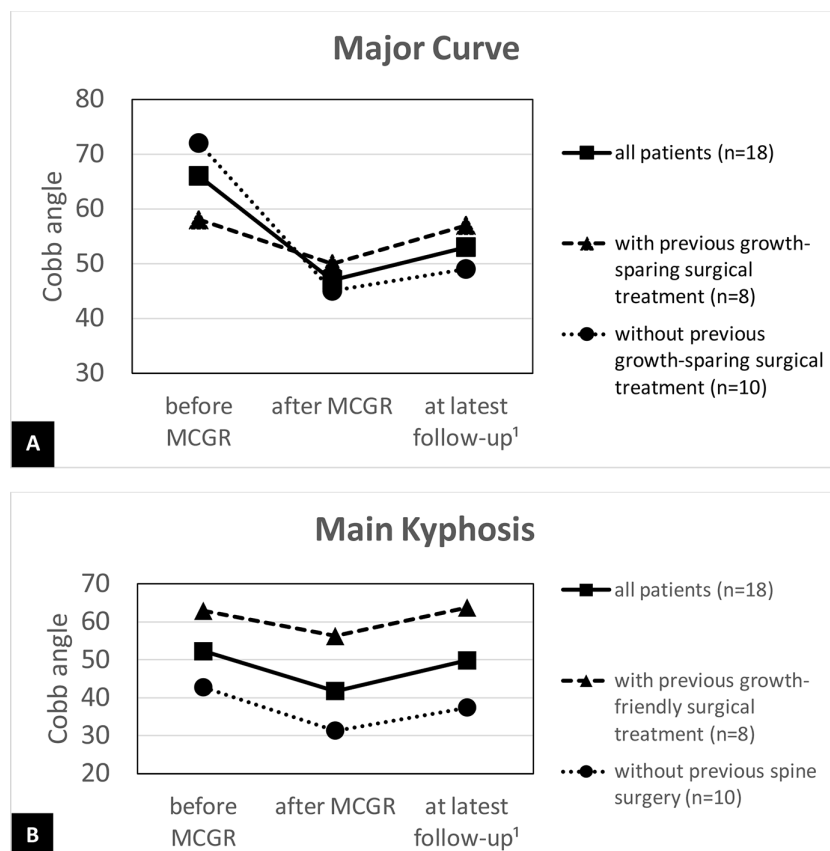 Major Curve
80
70
60
50
40
30
Cobb angle
before
MCGR
after MCGR
at latest
follow-up¹
all patients (n=18)
with previous growth-
sparing surgical
treatment (n=8)
without previous
growth-sparing surgical
treatment (n=10)
A
Main Kyphosis
70
60
50
40
30
20
Cobb angle
before
MCGR
after MCGR
at latest
follow-up¹
all patients (n=18)
with previous growth-
friendly surgical
treatment (n=8)
without previous spine
surgery (n=10)
B